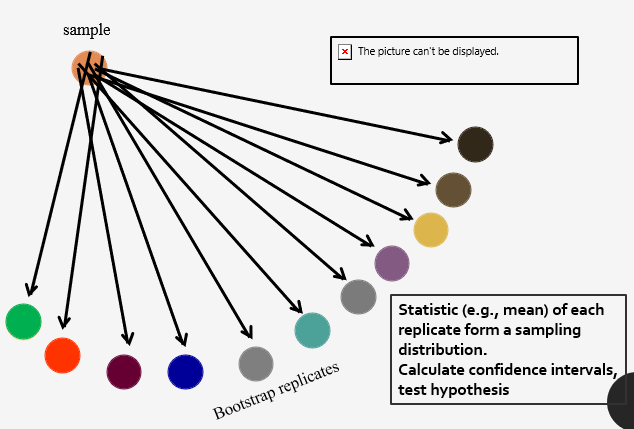 sample
The picture can't be displayed.
Statistic (e.g., mean) of each
replicate form a sampling
distribution.
Calculate confidence intervals,
test hypothesis
Bootstrap replicates